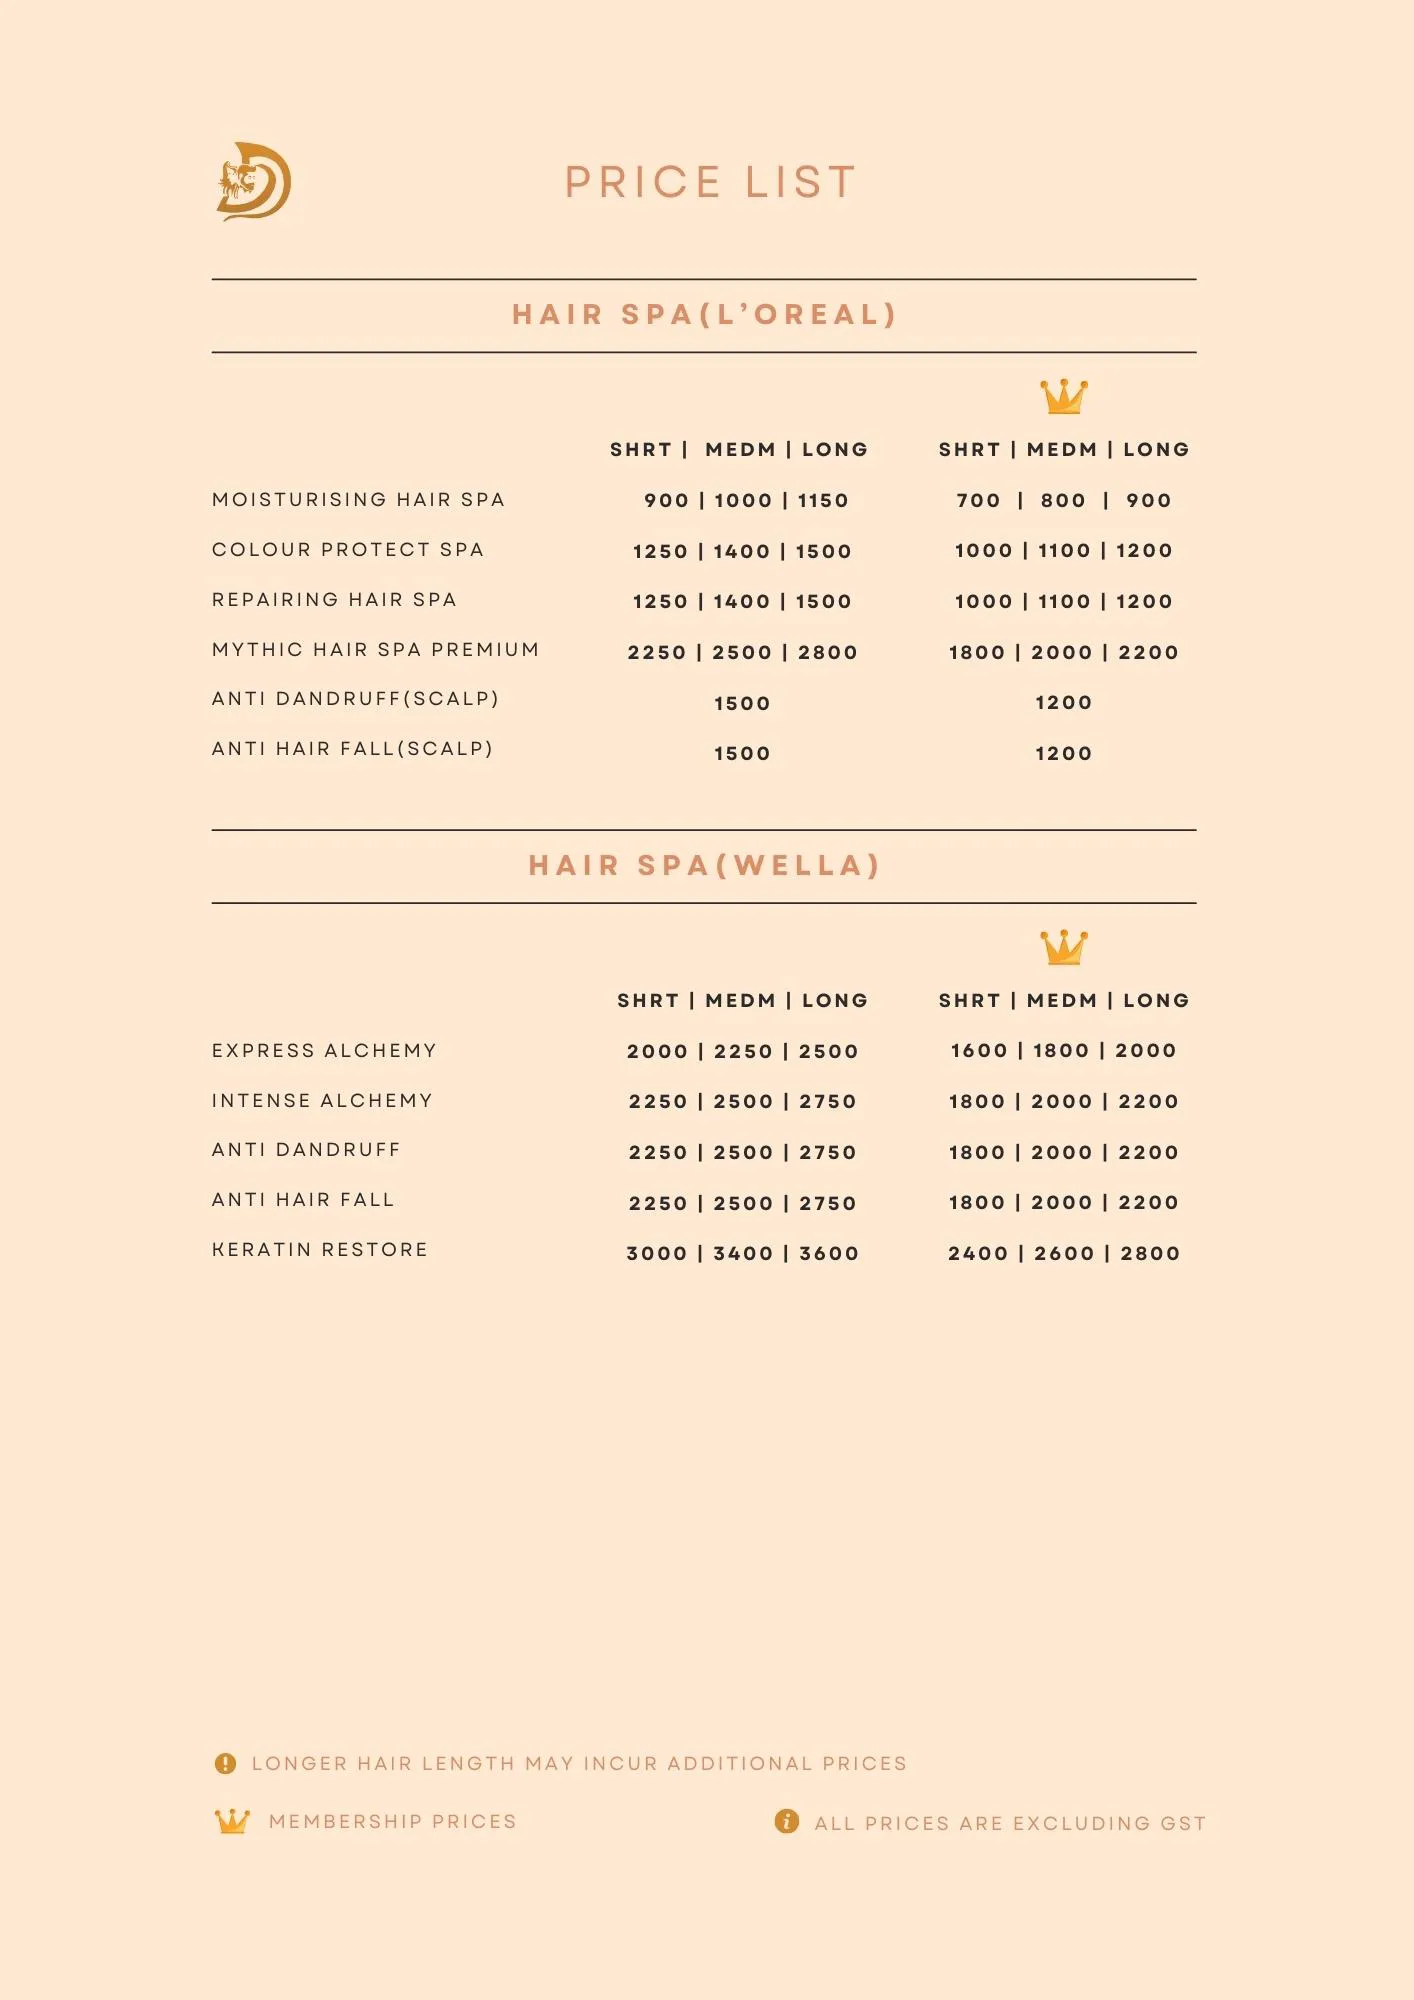 PRICE LIST
HAIR SPA(L’OREAL)
SHRT | MEDM | LONG SHRT | MEDM | LONG
MOISTURISING HAIR SPA 900 | 1000 | 1150 700 | 800 | 900
COLOUR PROTECT SPA 1250 | 1400 | 1500 1000 | 1100 | 1200
REPAIRING HAIR SPA 1250 | 1400 | 1500 1000 | 1100 | 1200
MYTHIC HAIR SPA PREMIUM 2250 | 2500 | 2800 1800 | 2000 | 2200
ANTI DANDRUFF(SCALP) 1500 1200
ANTI HAIR FALL(SCALP) 1500 1200
HAIR SPA(WELLA)
SHRT | MEDM | LONG SHRT | MEDM | LONG
EXPRESS ALCHEMY 2000 | 2250 | 2500 1600 | 1800 | 2000
INTENSE ALCHEMY 2250 | 2500 | 2750 1800 | 2000 | 2200
ANTI DANDRUFF 2250 | 2500 | 2750 1800 | 2000 | 2200
ANTI HAIR FALL 2250 | 2500 | 2750 1800 | 2000 | 2200
KERATIN RESTORE 3000 | 3400 | 3600 2400 | 2600 | 2800
LONGER HAIR LENGTH MAY INCUR ADDITIONAL PRICES
MEMBERSHIP PRICES ALL PRICES ARE EXCLUDING GST